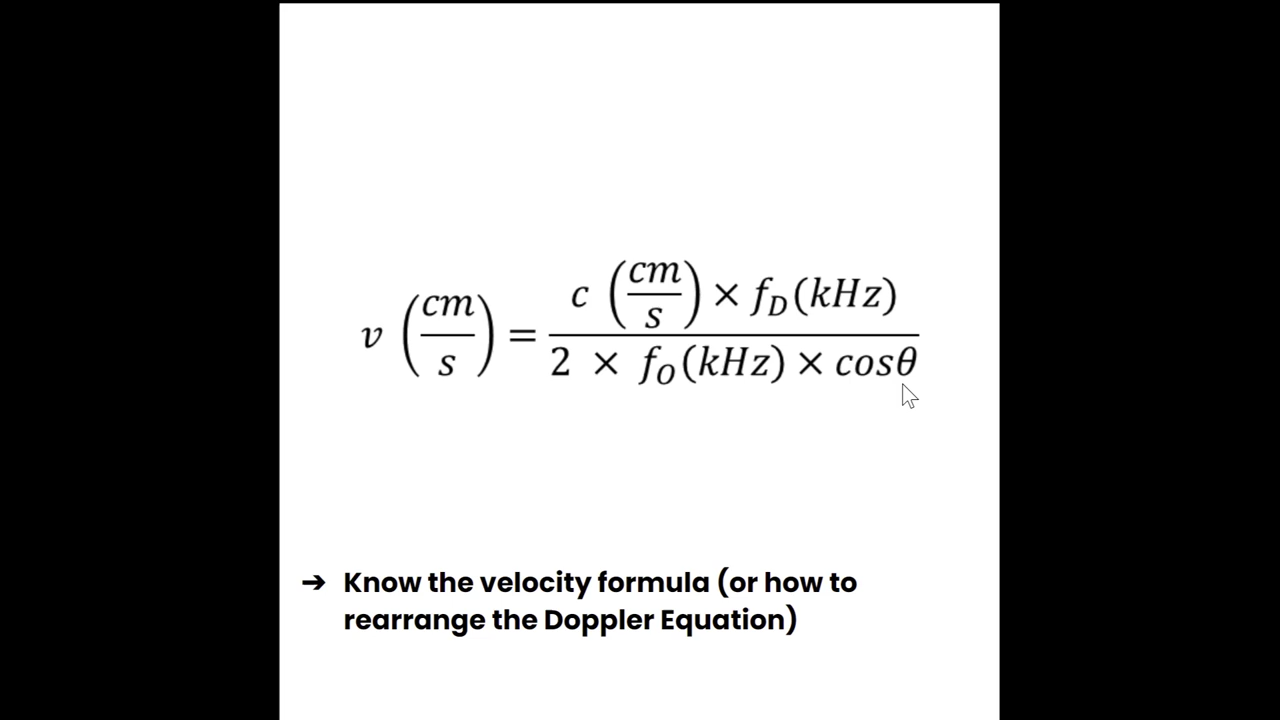 v (cm/s) = c (cm/s) × f_D(kHz) / 2 × f_O(kHz) × cosθ
➔ Know the velocity formula (or how to
rearrange the Doppler Equation)